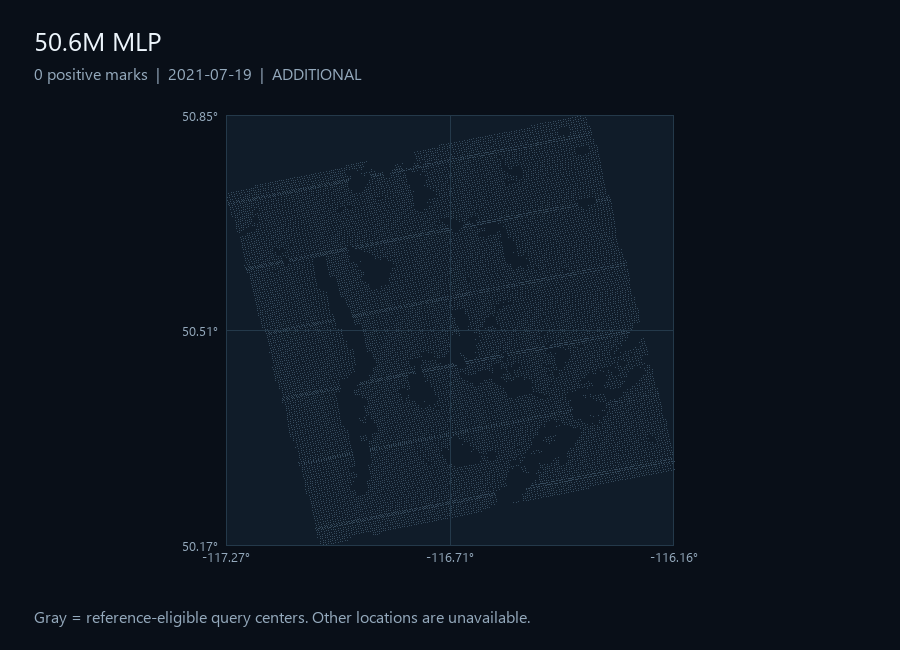 50.6M MLP
0 positive marks | 2021-07-19 | ADDITIONAL
50.85°
50.51°
50.17°
-117.27° -116.71° -116.16°
Gray = reference-eligible query centers. Other locations are unavailable.